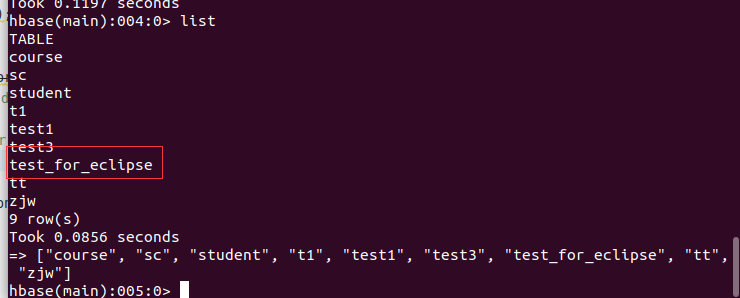 Took 0.1197 seconds
hbase(main):004:0> list
TABLE
course
sc
student
t1
test1
test3
test_for_eclipse
tt
zjw
9 row(s)
Took 0.0856 seconds
=> ["course", "sc", "student", "t1", "test1", "test3", "test_for_eclipse", "tt",
"zjw"]
hbase(main):005:0>